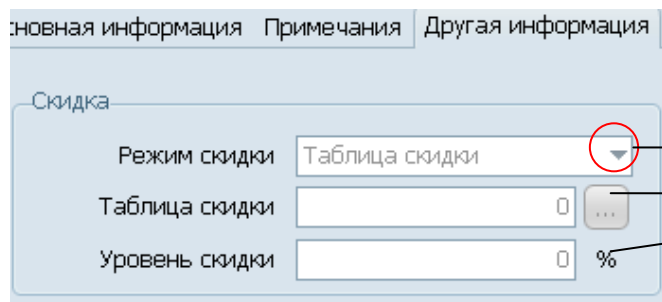 сновная информация Примечания Другая информация
Скидка
Режим скидки Таблица скидки
Таблица скидки 0 ...
Уровень скидки 0 %